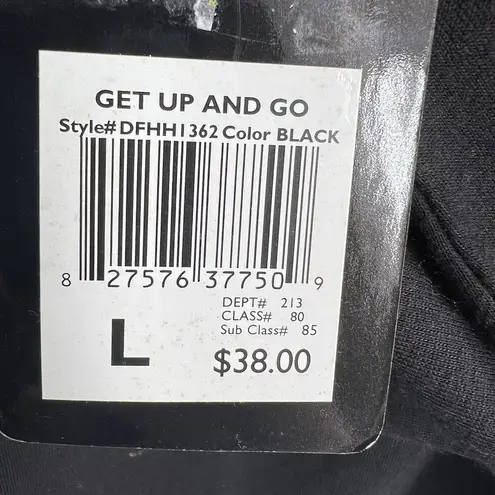 GET UP AND GO
Style# DFHH1362 Color BLACK
8 27576 37750 9
DEPT# 213
CLASS# 80
Sub Class# 85
L $38.00